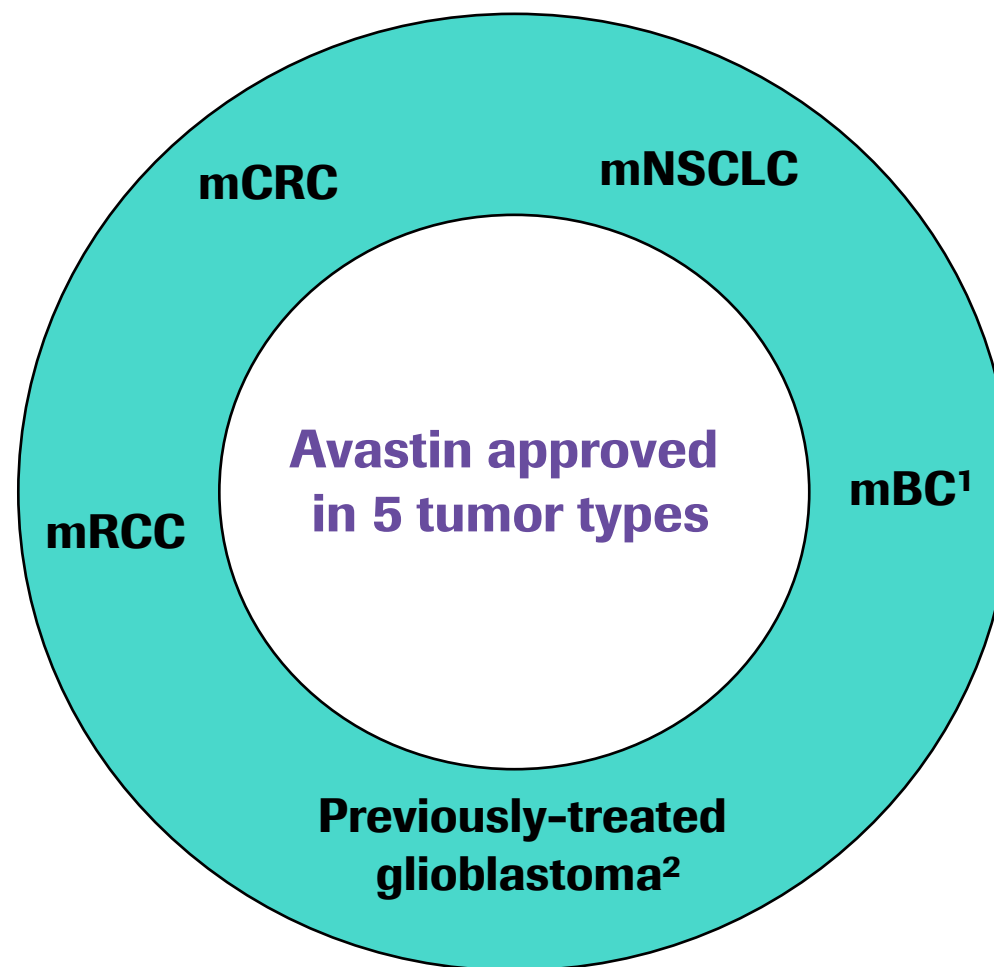 mCRC
mNSCLC
Avastin approved
in 5 tumor types
mRCC
mBC¹
Previously-treated
glioblastoma²